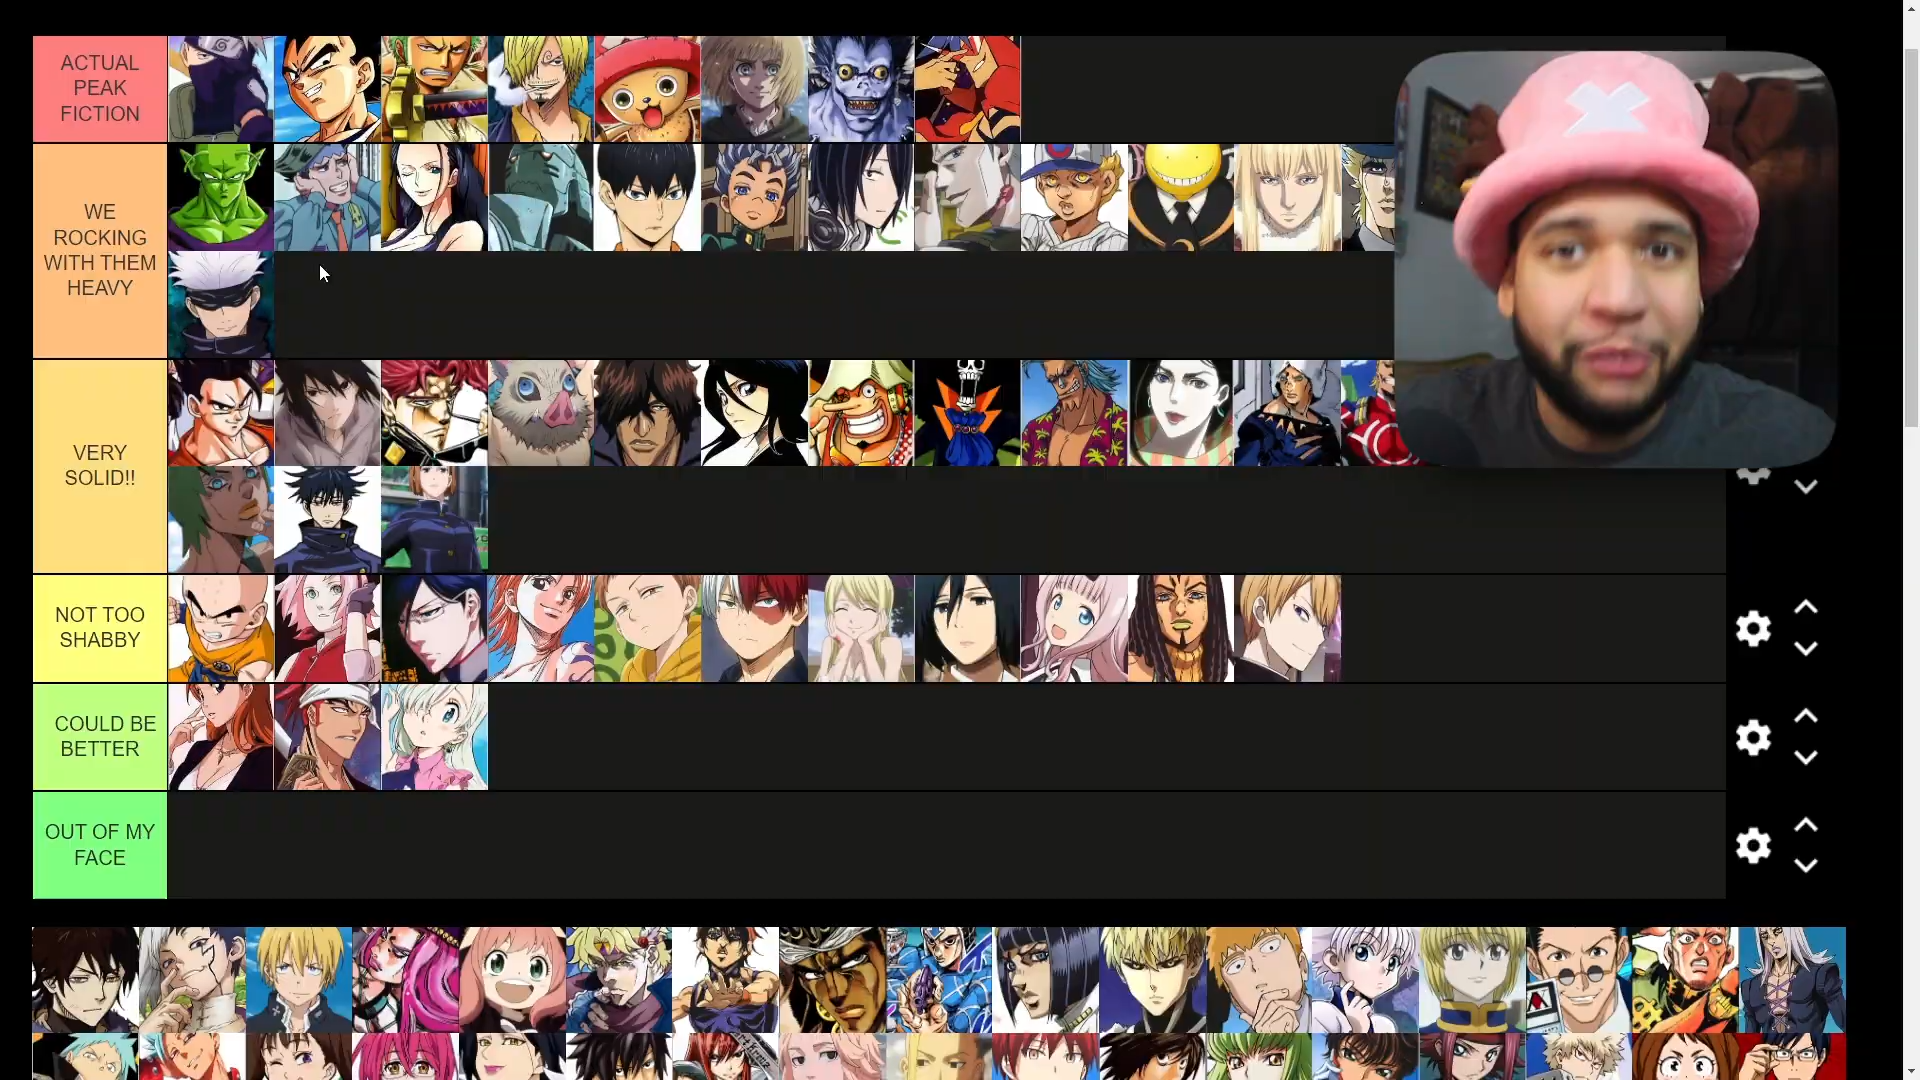 ACTUAL
PEAK
FICTION
WE
ROCKING
WITH THEM
HEAVY
VERY
SOLID!!
NOT TOO
SHABBY
COULD BE
BETTER
OUT OF MY
FACE